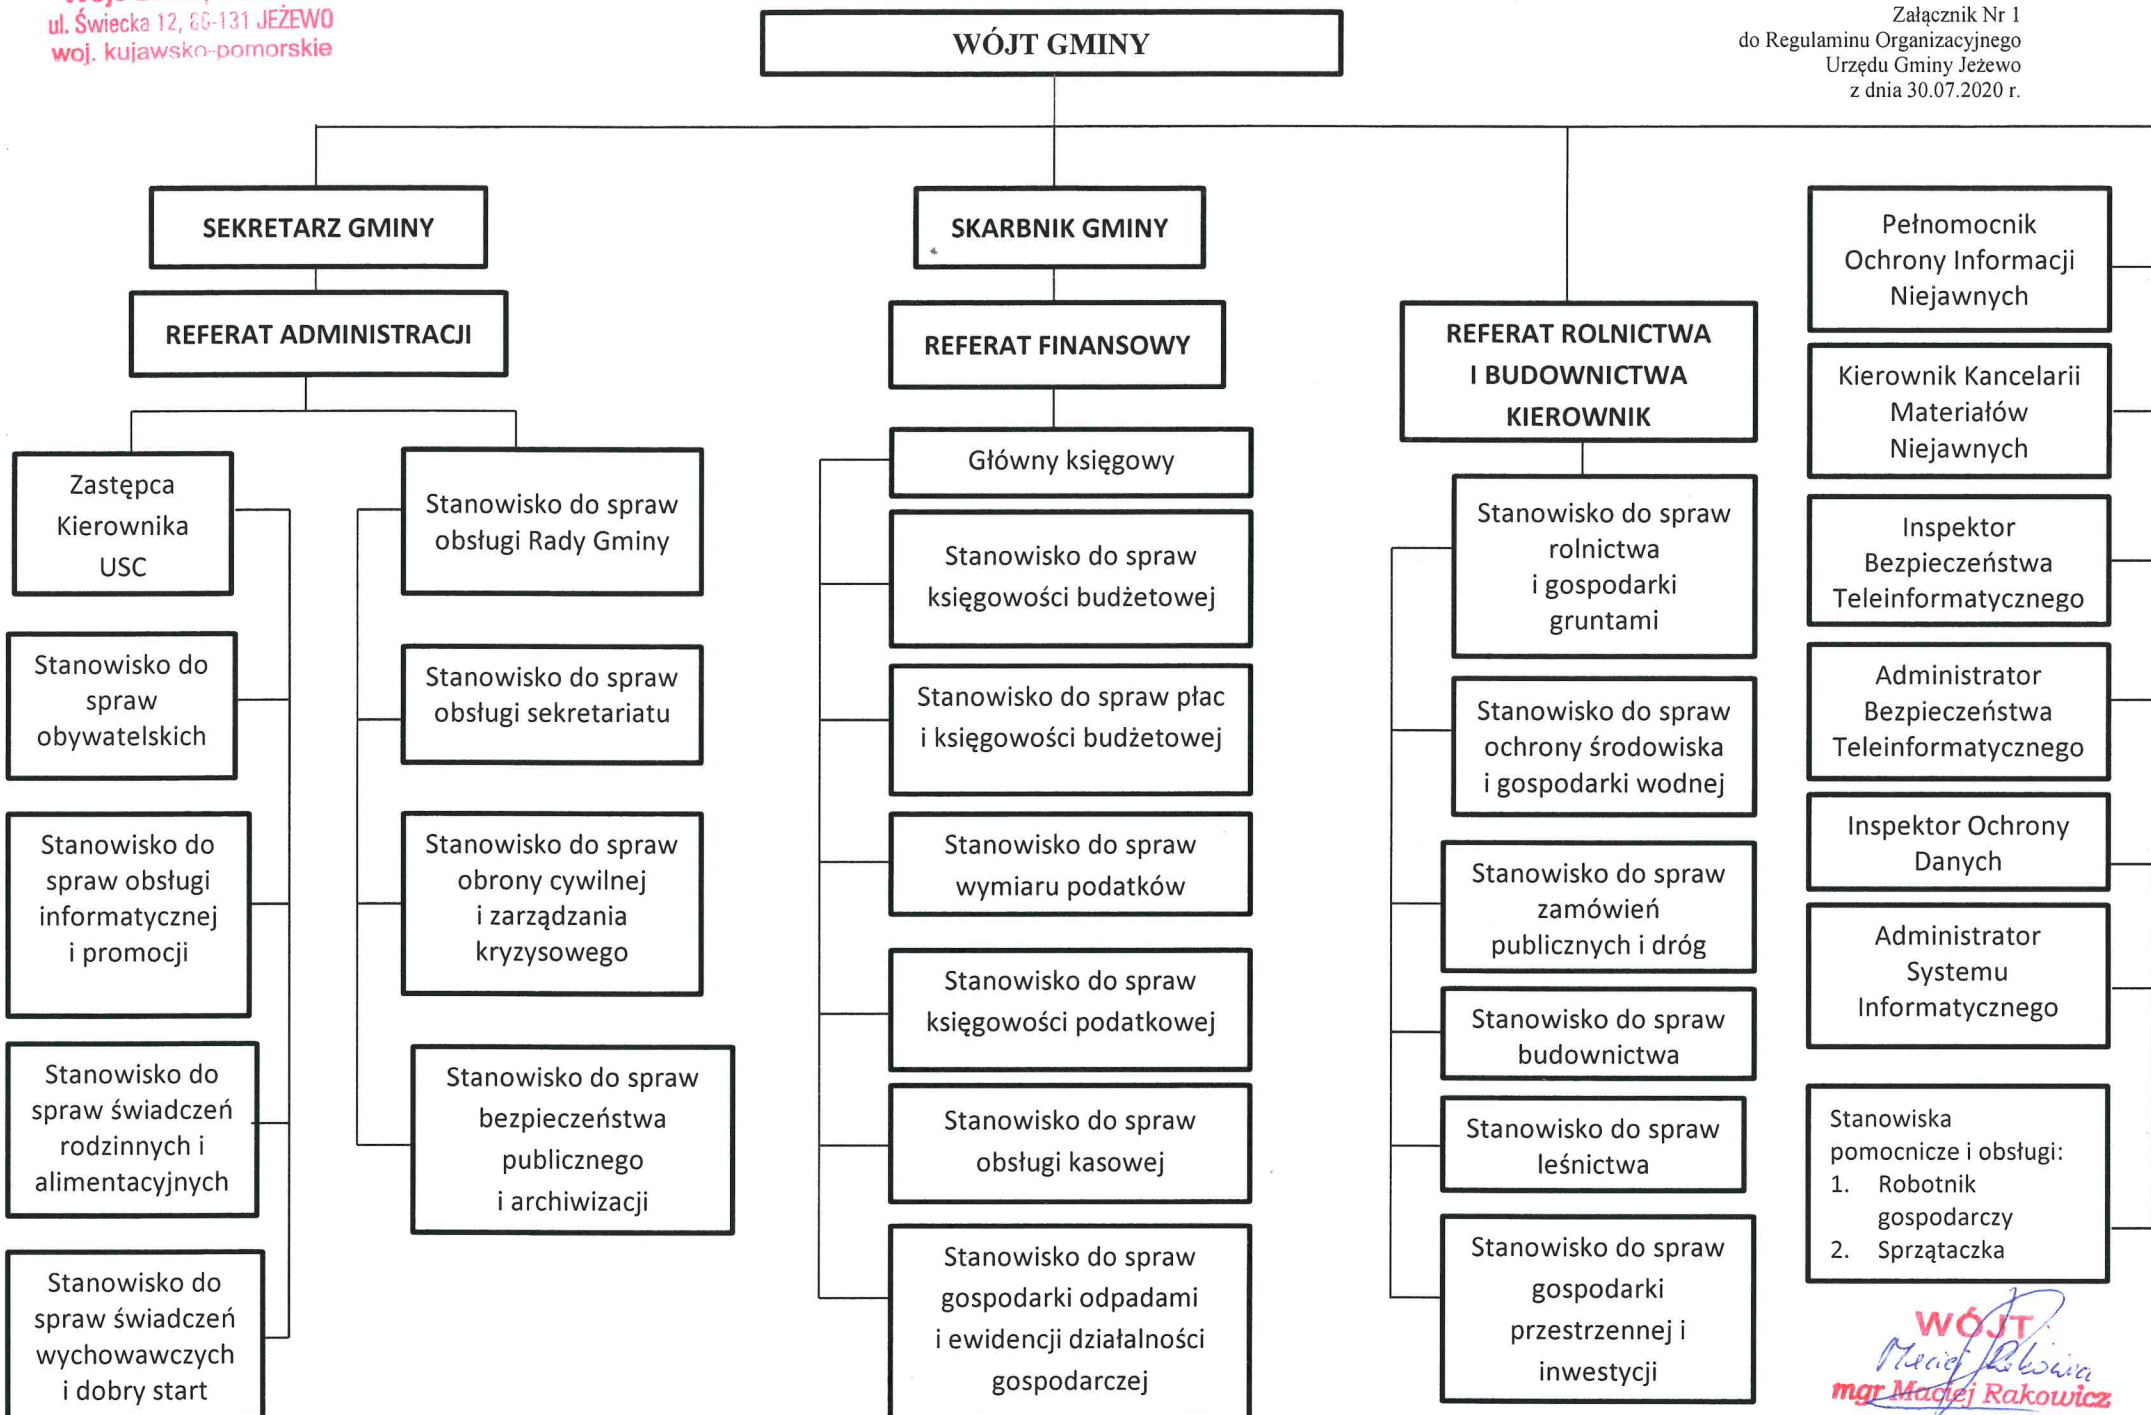 ul. Świecka 12, 86-131 JEŻEWO
woj. kujawsko-pomorskie
Załącznik Nr 1
do Regulaminu Organizacyjnego
Urzędu Gminy Jeżewo
z dnia 30.07.2020 r.
WÓJT GMINY
SEKRETARZ GMINY
REFERAT ADMINISTRACJI
Zastępca
Kierownika
USC
Stanowisko do
spraw
obywatelskich
Stanowisko do
spraw obsługi
informatycznej
i promocji
Stanowisko do
spraw świadczeń
rodzinnych i
alimentacyjnych
Stanowisko do
spraw świadczeń
wychowawczych
i dobry start
Stanowisko do spraw
obsługi Rady Gminy
Stanowisko do spraw
obsługi sekretariatu
Stanowisko do spraw
obrony cywilnej
i zarządzania
kryzysowego
Stanowisko do spraw
bezpieczeństwa
publicznego
i archiwizacji
SKARBNIK GMINY
REFERAT FINANSOWY
Główny księgowy
Stanowisko do spraw
księgowości budżetowej
Stanowisko do spraw płac
i księgowości budżetowej
Stanowisko do spraw
wymiaru podatków
Stanowisko do spraw
księgowości podatkowej
Stanowisko do spraw
obsługi kasowej
Stanowisko do spraw
gospodarki odpadami
i ewidencji działalności
gospodarczej
REFERAT ROLNICTWA
I BUDOWNICTWA
KIEROWNIK
Stanowisko do spraw
rolnictwa
i gospodarki
gruntami
Stanowisko do spraw
ochrony środowiska
i gospodarki wodnej
Stanowisko do spraw
zamówień
publicznych i dróg
Stanowisko do spraw
budownictwa
Stanowisko do spraw
leśnictwa
Stanowisko do spraw
gospodarki
przestrzennej i
inwestycji
Pełnomocnik
Ochrony Informacji
Niejawnych
Kierownik Kancelarii
Materiałów
Niejawnych
Inspektor
Bezpieczeństwa
Teleinformatycznego
Administrator
Bezpieczeństwa
Teleinformatycznego
Inspektor Ochrony
Danych
Administrator
Systemu
Informatycznego
Stanowiska
pomocnicze i obsługi:
1. Robotnik
gospodarczy
2. Sprzątaczka
WÓJT
mgr Maciej Rakowicz